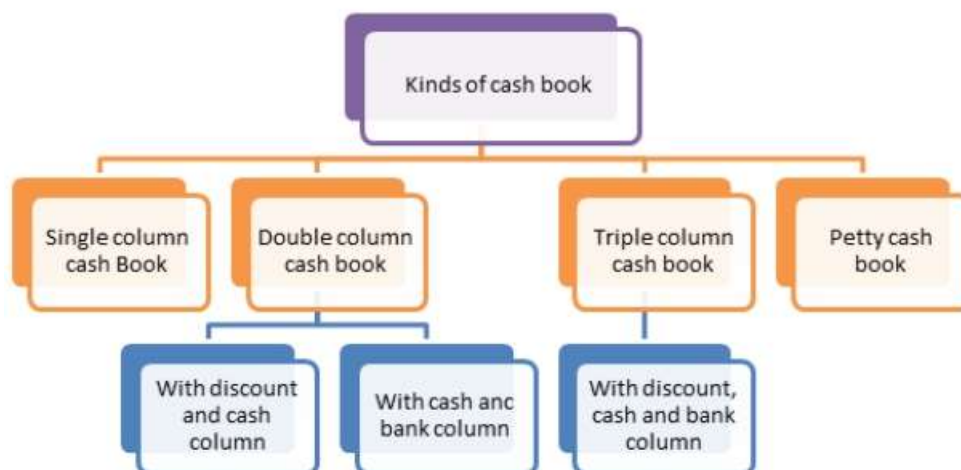 Kinds of cash book
Single column
cash Book
Double column
cash book
Triple column
cash book
Petty cash
book
With discount
and cash
column
With cash and
bank column
With discount,
cash and bank
column